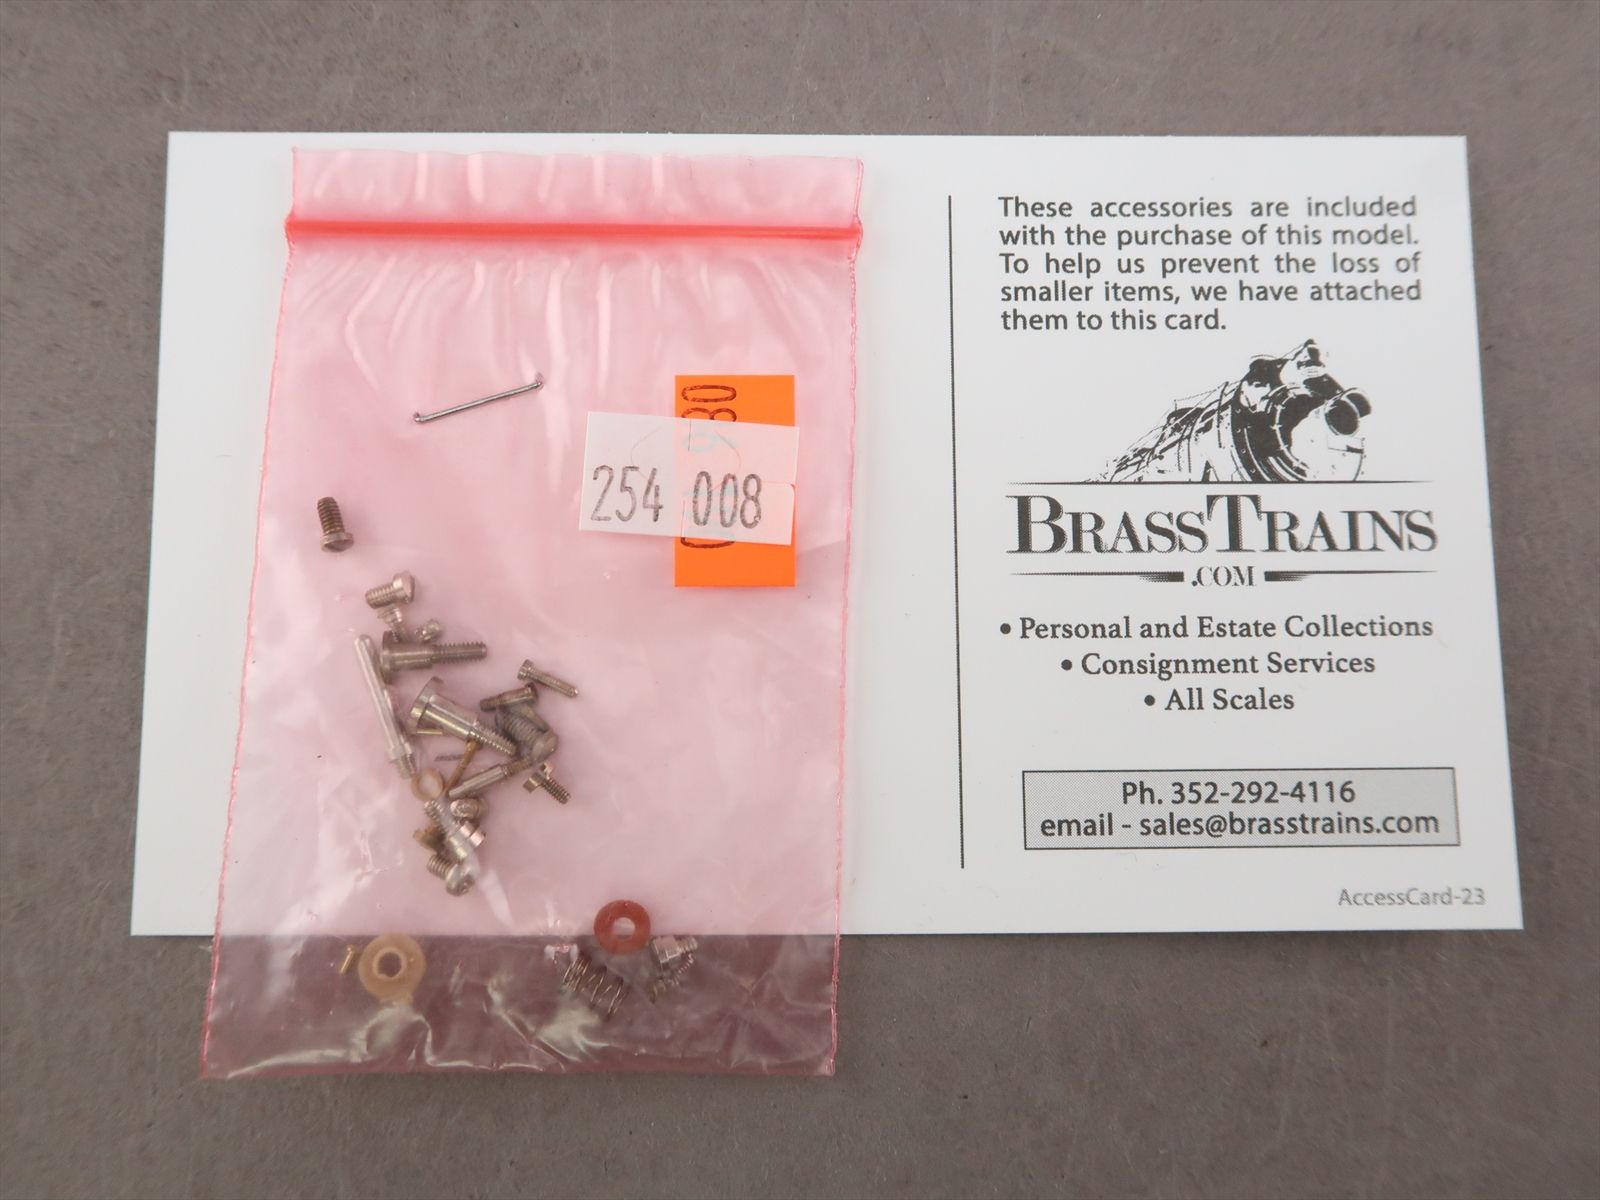 254 008
These accessories are included
with the purchase of this model.
To help us prevent the loss of
smaller items, we have attached
them to this card.
BRASSTRAINS
.COM
• Personal and Estate Collections
• Consignment Services
• All Scales
Ph. 352-292-4116
email - sales@brasstrains.com
AccessCard-23